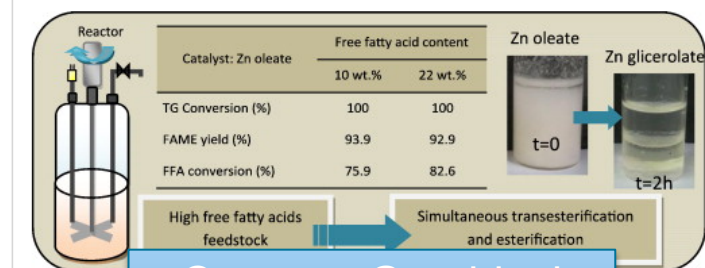 Reactor
Catalyst: Zn oleate
Free fatty acid content
10 wt.% 22 wt.%
TG Conversion (%) 100 100
FAME yield (%) 93.9 92.9
FFA conversion (%) 75.9 82.6
Zn oleate
Zn glicerolate
t=0
t=2h
High free fatty acids
feedstock
Simultaneous transesterification
and esterification